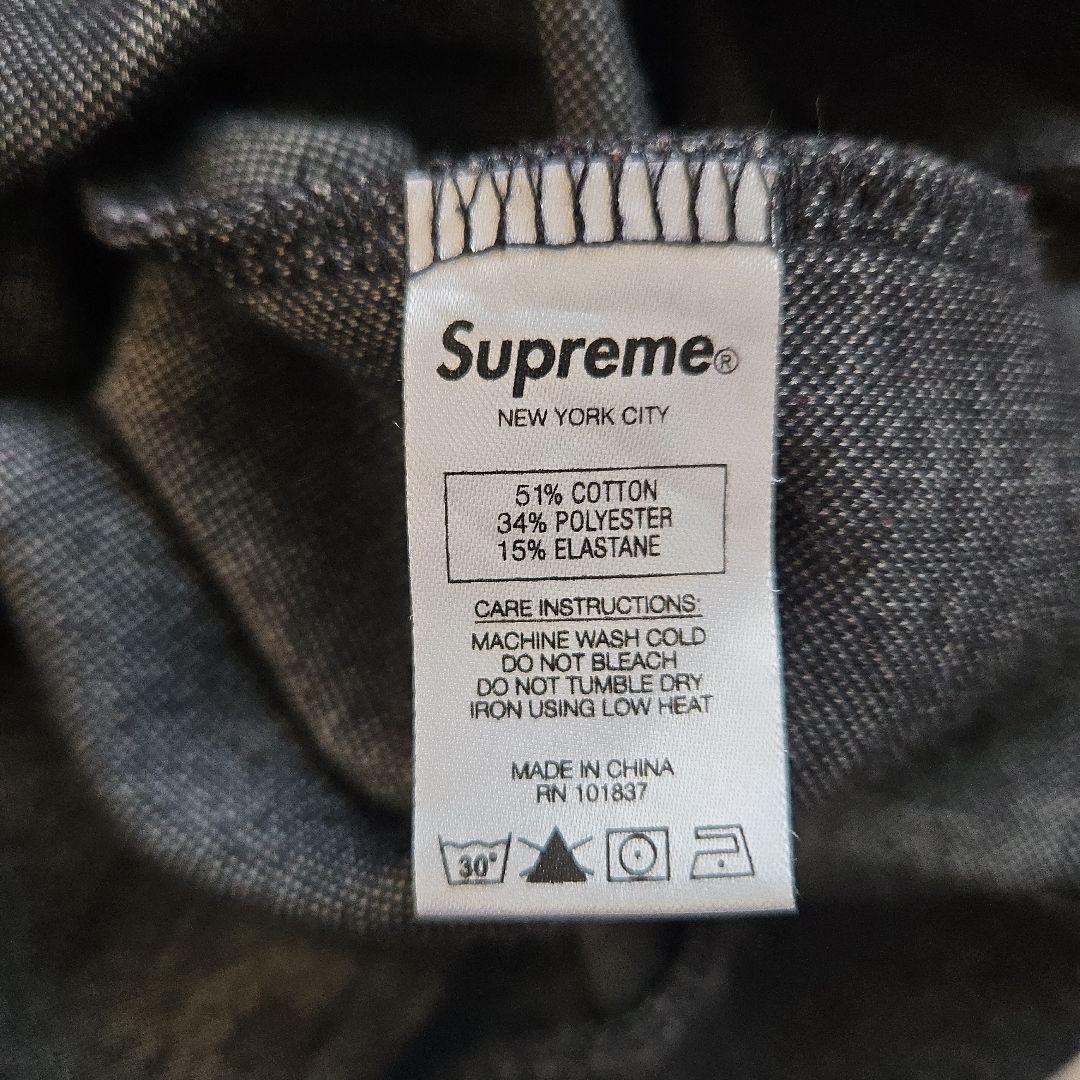 Supreme®
NEW YORK CITY
51% COTTON
34% POLYESTER
15% ELASTANE
CARE INSTRUCTIONS:
MACHINE WASH COLD
DO NOT BLEACH
DO NOT TUMBLE DRY
IRON USING LOW HEAT
MADE IN CHINA
RN 101837
30°